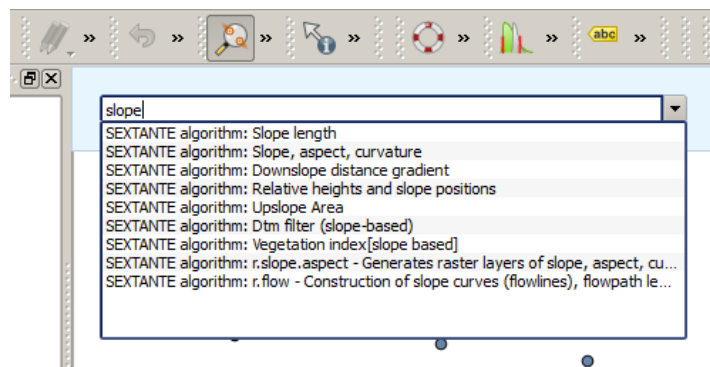 » » » » » » abc »
slope
SEXTANTE algorithm: Slope length
SEXTANTE algorithm: Slope, aspect, curvature
SEXTANTE algorithm: Downslope distance gradient
SEXTANTE algorithm: Relative heights and slope positions
SEXTANTE algorithm: Upslope Area
SEXTANTE algorithm: Dtm filter (slope-based)
SEXTANTE algorithm: Vegetation index[slope based]
SEXTANTE algorithm: r.slope.aspect - Generates raster layers of slope, aspect, cu...
SEXTANTE algorithm: r.flow - Construction of slope curves (flowlines), flowpath le...